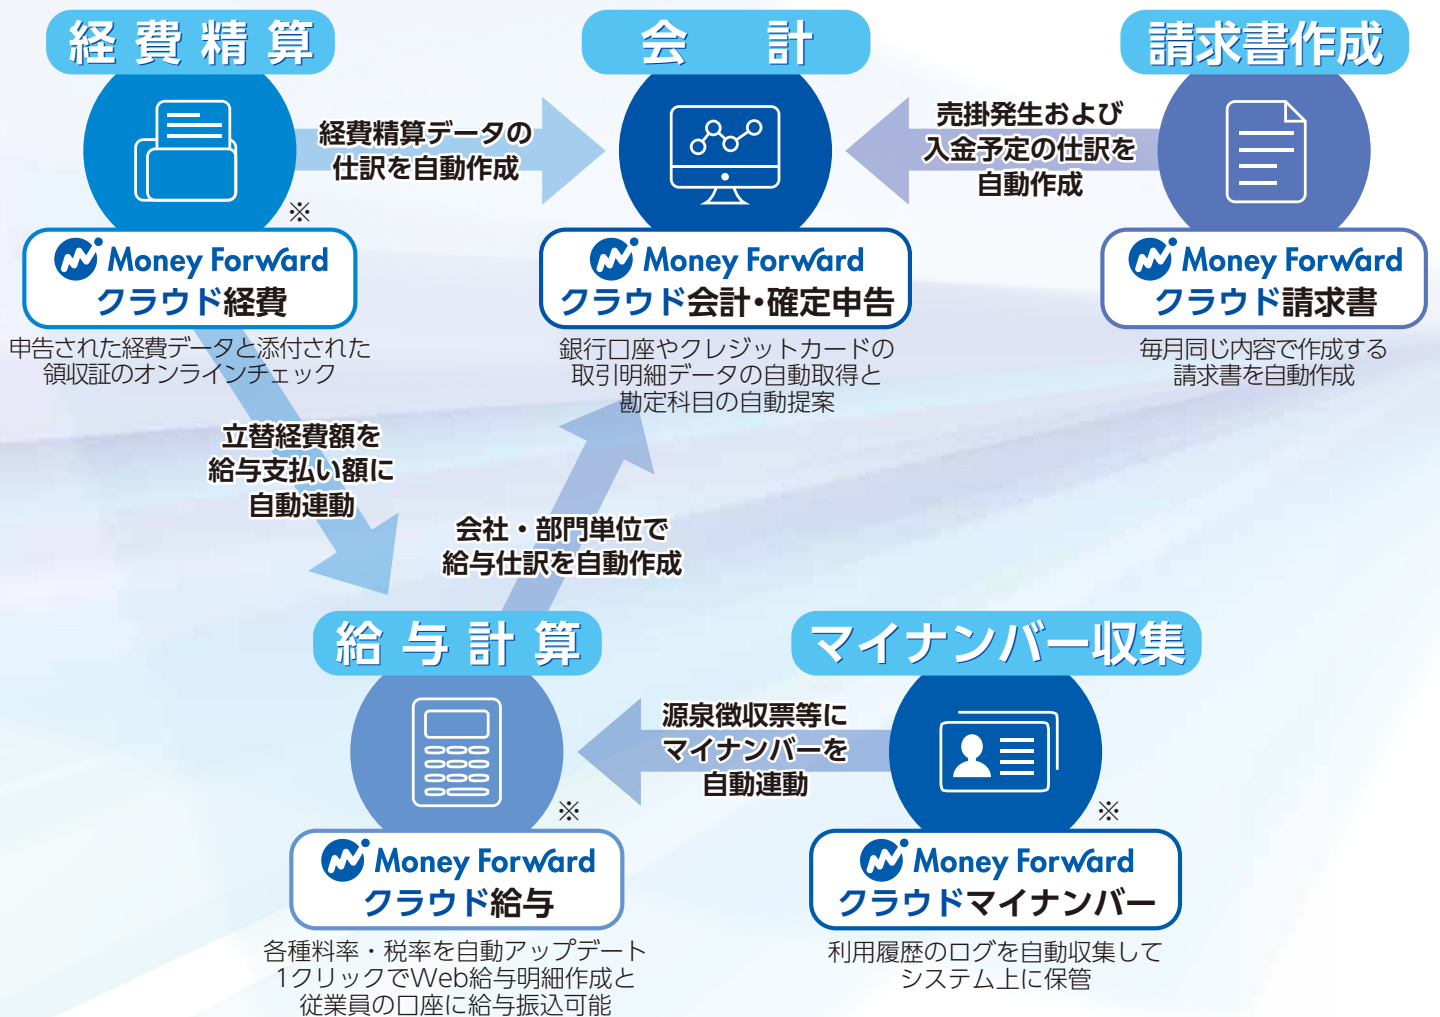 経費精算
会計
請求書作成
経費精算データの
仕訳を自動作成
売掛発生および
入金予定の仕訳を
自動作成
※
Money Forward
クラウド経費
申告された経費データと添付された
領収証のオンラインチェック
Money Forward
クラウド会計・確定申告
銀行口座やクレジットカードの
取引明細データの自動取得と
勘定科目の自動提案
Money Forward
クラウド請求書
毎月同じ内容で作成する
請求書を自動作成
立替経費額を
給与支払い額に
自動連動
会社・部門単位で
給与仕訳を自動作成
給与計算
マイナンバー収集
源泉徴収票等に
マイナンバーを
自動連動
※
Money Forward
クラウド給与
各種料率・税率を自動アップデート
1クリックでWeb給与明細作成と
従業員の口座に給与振込可能
※
Money Forward
クラウドマイナンバー
利用履歴のログを自動収集して
システム上に保管